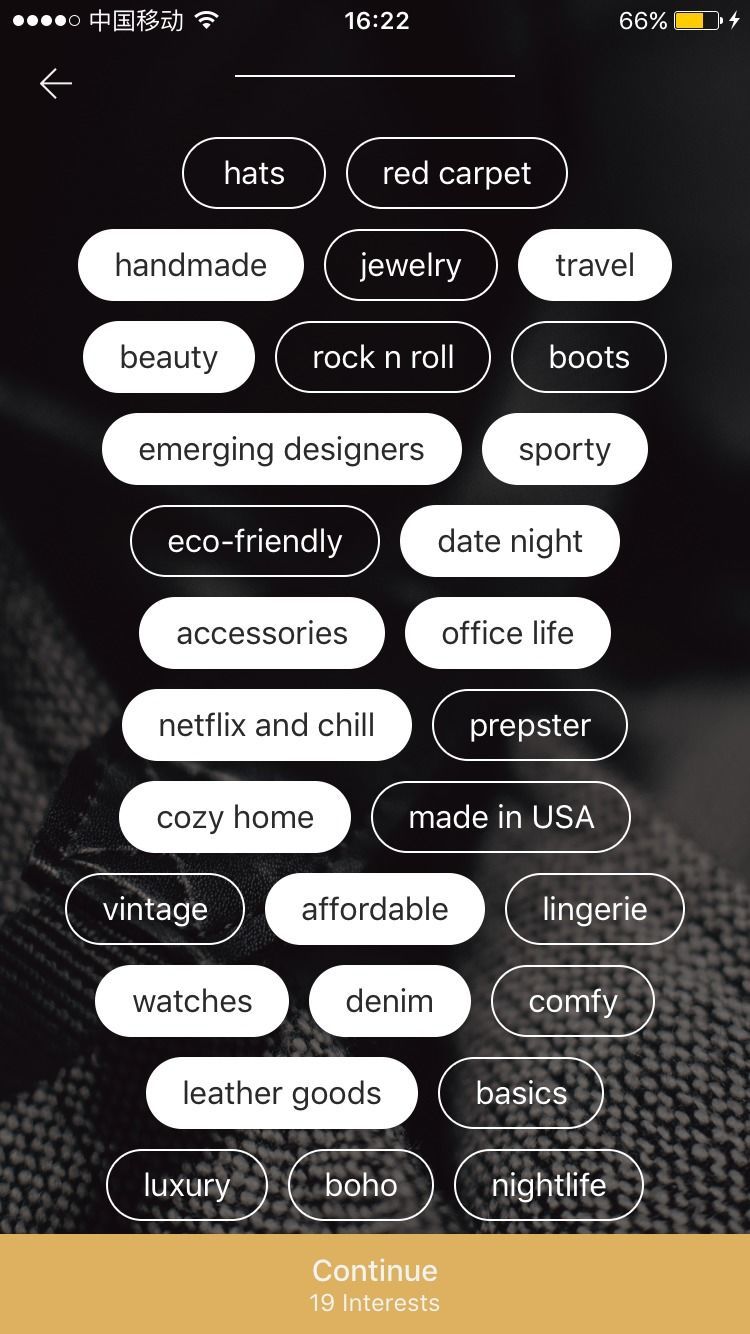 中国移动 16:22 66%
hats red carpet
handmade jewelry travel
beauty rock n roll boots
emerging designers sporty
eco-friendly date night
accessories office life
netflix and chill prepster
cozy home made in USA
vintage affordable lingerie
watches denim comfy
leather goods basics
luxury boho nightlife
Continue
19 Interests